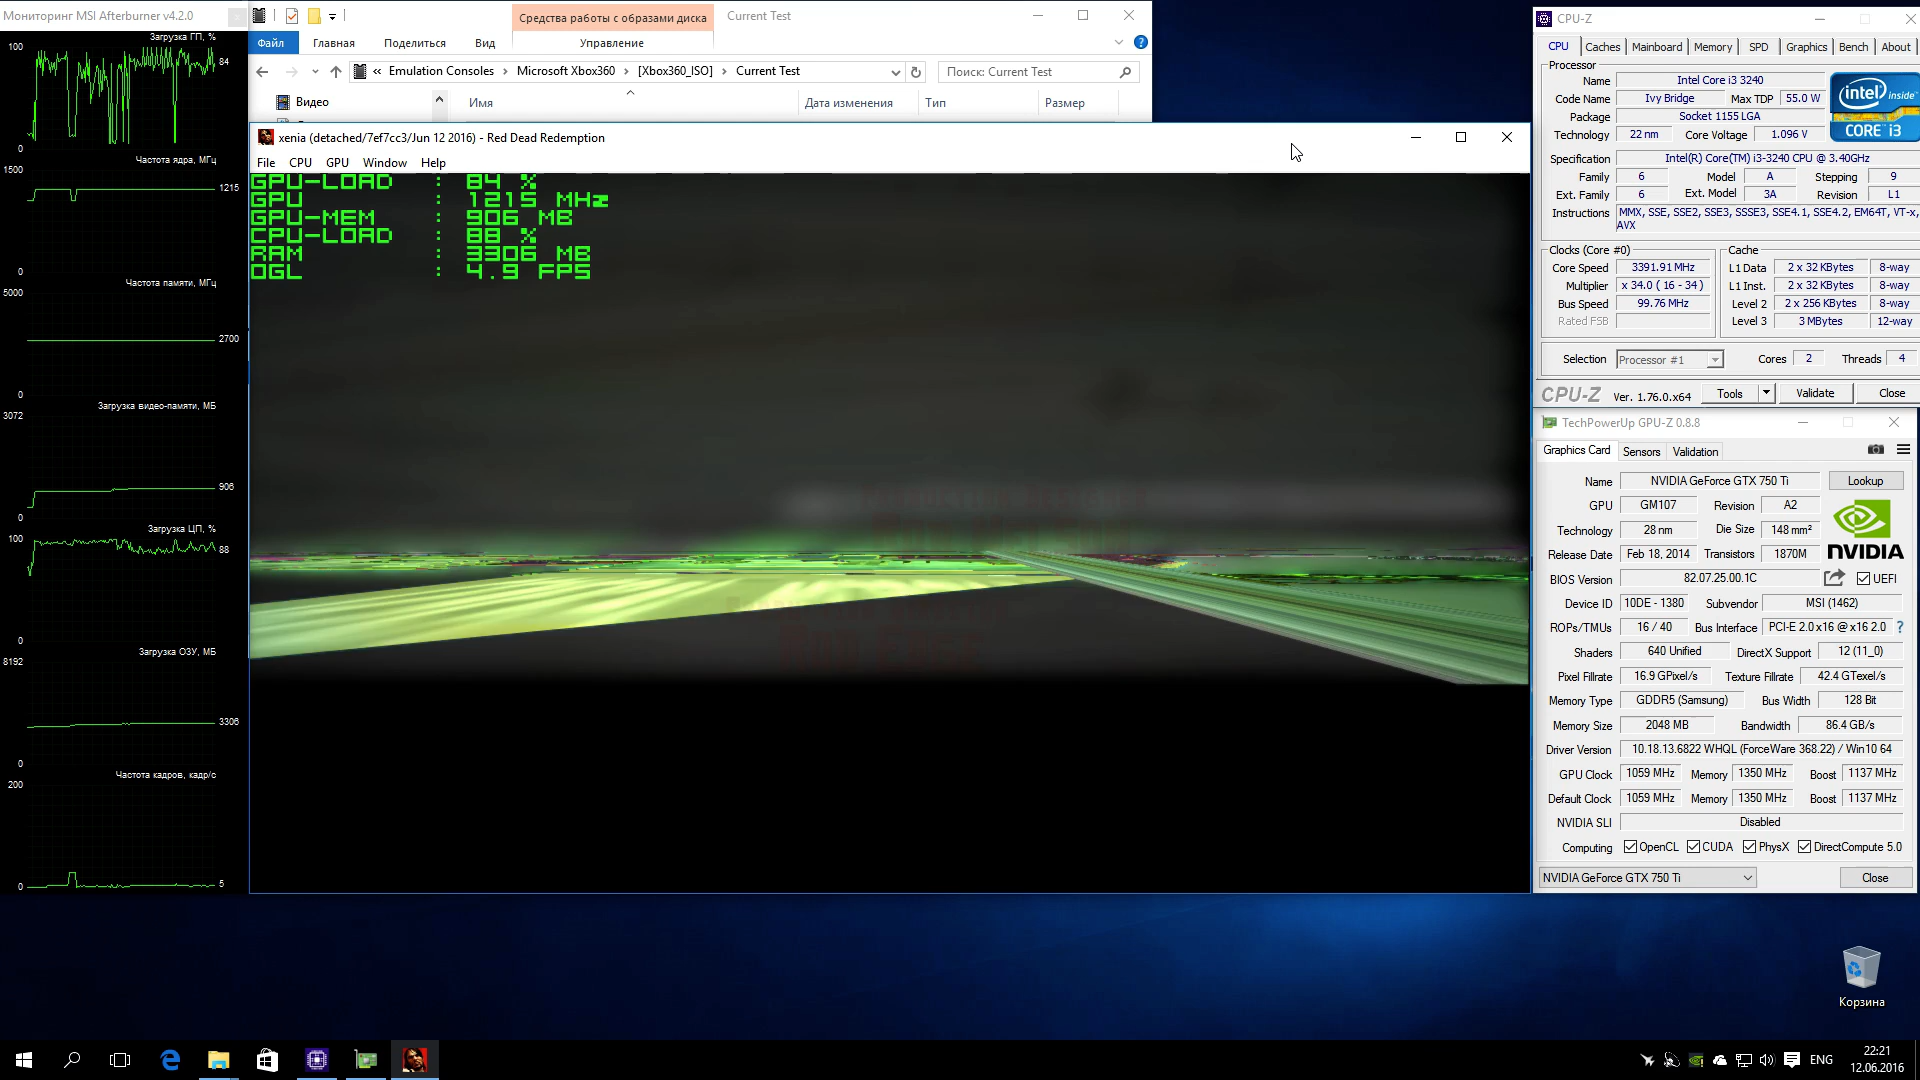 Мониторинг MSI Afterburner v4.2.0
Загрузка ГП, %
100
84
0
Частота ядра, МГц
1500
1215
0
Частота памяти, МГц
5000
2700
0
Загрузка видео-памяти, МБ
3072
906
0
Загрузка ЦП, %
100
88
0
Загрузка ОЗУ, МБ
8192
3306
0
Частота кадров, кадр/с
200
5
0
Средства работы с образами диска
Current Test
Файл Главная Поделиться Вид Управление
« Emulation Consoles › Microsoft Xbox360 › [Xbox360_ISO] › Current Test
Поиск: Current Test
Видео
Имя Дата изменения Тип Размер
xenia (detached/7ef7cc3/Jun 12 2016) - Red Dead Redemption
File CPU GPU Window Help
GPU-LOAD : 84 %
GPU : 1215 MHz
GPU-MEM : 906 MB
CPU-LOAD : 88 %
RAM : 3306 MB
OGL : 4.9 FPS
CPU-Z
CPU Caches Mainboard Memory SPD Graphics Bench About
Processor
Name Intel Core i3 3240
Code Name Ivy Bridge Max TDP 55.0 W
Package Socket 1155 LGA
Technology 22 nm Core Voltage 1.096 V
intel inside™
CORE i3
Specification Intel(R) Core(TM) i3-3240 CPU @ 3.40GHz
Family 6 Model A Stepping 9
Ext. Family 6 Ext. Model 3A Revision L1
Instructions MMX, SSE, SSE2, SSE3, SSSE3, SSE4.1, SSE4.2, EM64T, VT-x,
AVX
Clocks (Core #0)
Core Speed 3391.91 MHz
Multiplier x 34.0 ( 16 - 34 )
Bus Speed 99.76 MHz
Rated FSB
Cache
L1 Data 2 x 32 KBytes 8-way
L1 Inst. 2 x 32 KBytes 8-way
Level 2 2 x 256 KBytes 8-way
Level 3 3 MBytes 12-way
Selection Processor #1 Cores 2 Threads 4
CPU-Z Ver. 1.76.0.x64 Tools Validate Close
TechPowerUp GPU-Z 0.8.8
Graphics Card Sensors Validation
Name NVIDIA GeForce GTX 750 Ti Lookup
GPU GM107 Revision A2
Technology 28 nm Die Size 148 mm²
Release Date Feb 18, 2014 Transistors 1870M
NVIDIA
BIOS Version 82.07.25.00.1C UEFI
Device ID 10DE - 1380 Subvendor MSI (1462)
ROPs/TMUs 16 / 40 Bus Interface PCI-E 2.0 x16 @ x16 2.0 ?
Shaders 640 Unified DirectX Support 12 (11_0)
Pixel Fillrate 16.9 GPixel/s Texture Fillrate 42.4 GTexel/s
Memory Type GDDR5 (Samsung) Bus Width 128 Bit
Memory Size 2048 MB Bandwidth 86.4 GB/s
Driver Version 10.18.13.6822 WHQL (ForceWare 368.22) / Win10 64
GPU Clock 1059 MHz Memory 1350 MHz Boost 1137 MHz
Default Clock 1059 MHz Memory 1350 MHz Boost 1137 MHz
NVIDIA SLI Disabled
Computing OpenCL CUDA PhysX DirectCompute 5.0
NVIDIA GeForce GTX 750 Ti Close
Корзина
ENG
22:21
12.06.2016